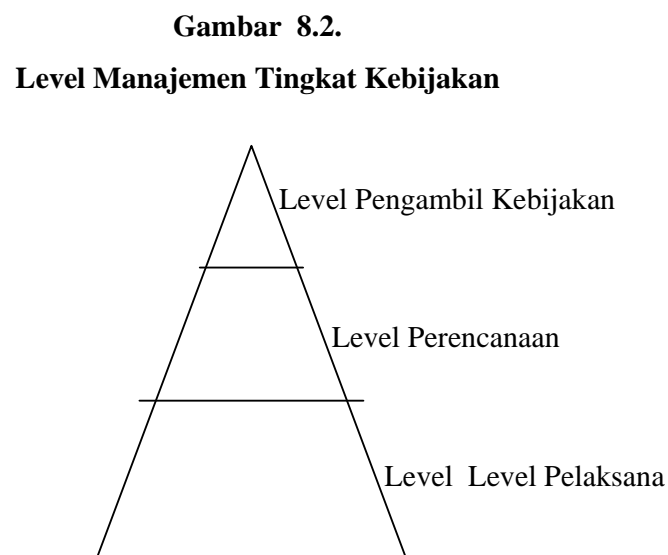 Gambar 8.2.
Level Manajemen Tingkat Kebijakan
Level Pengambil Kebijakan
Level Perencanaan
Level Level Pelaksana